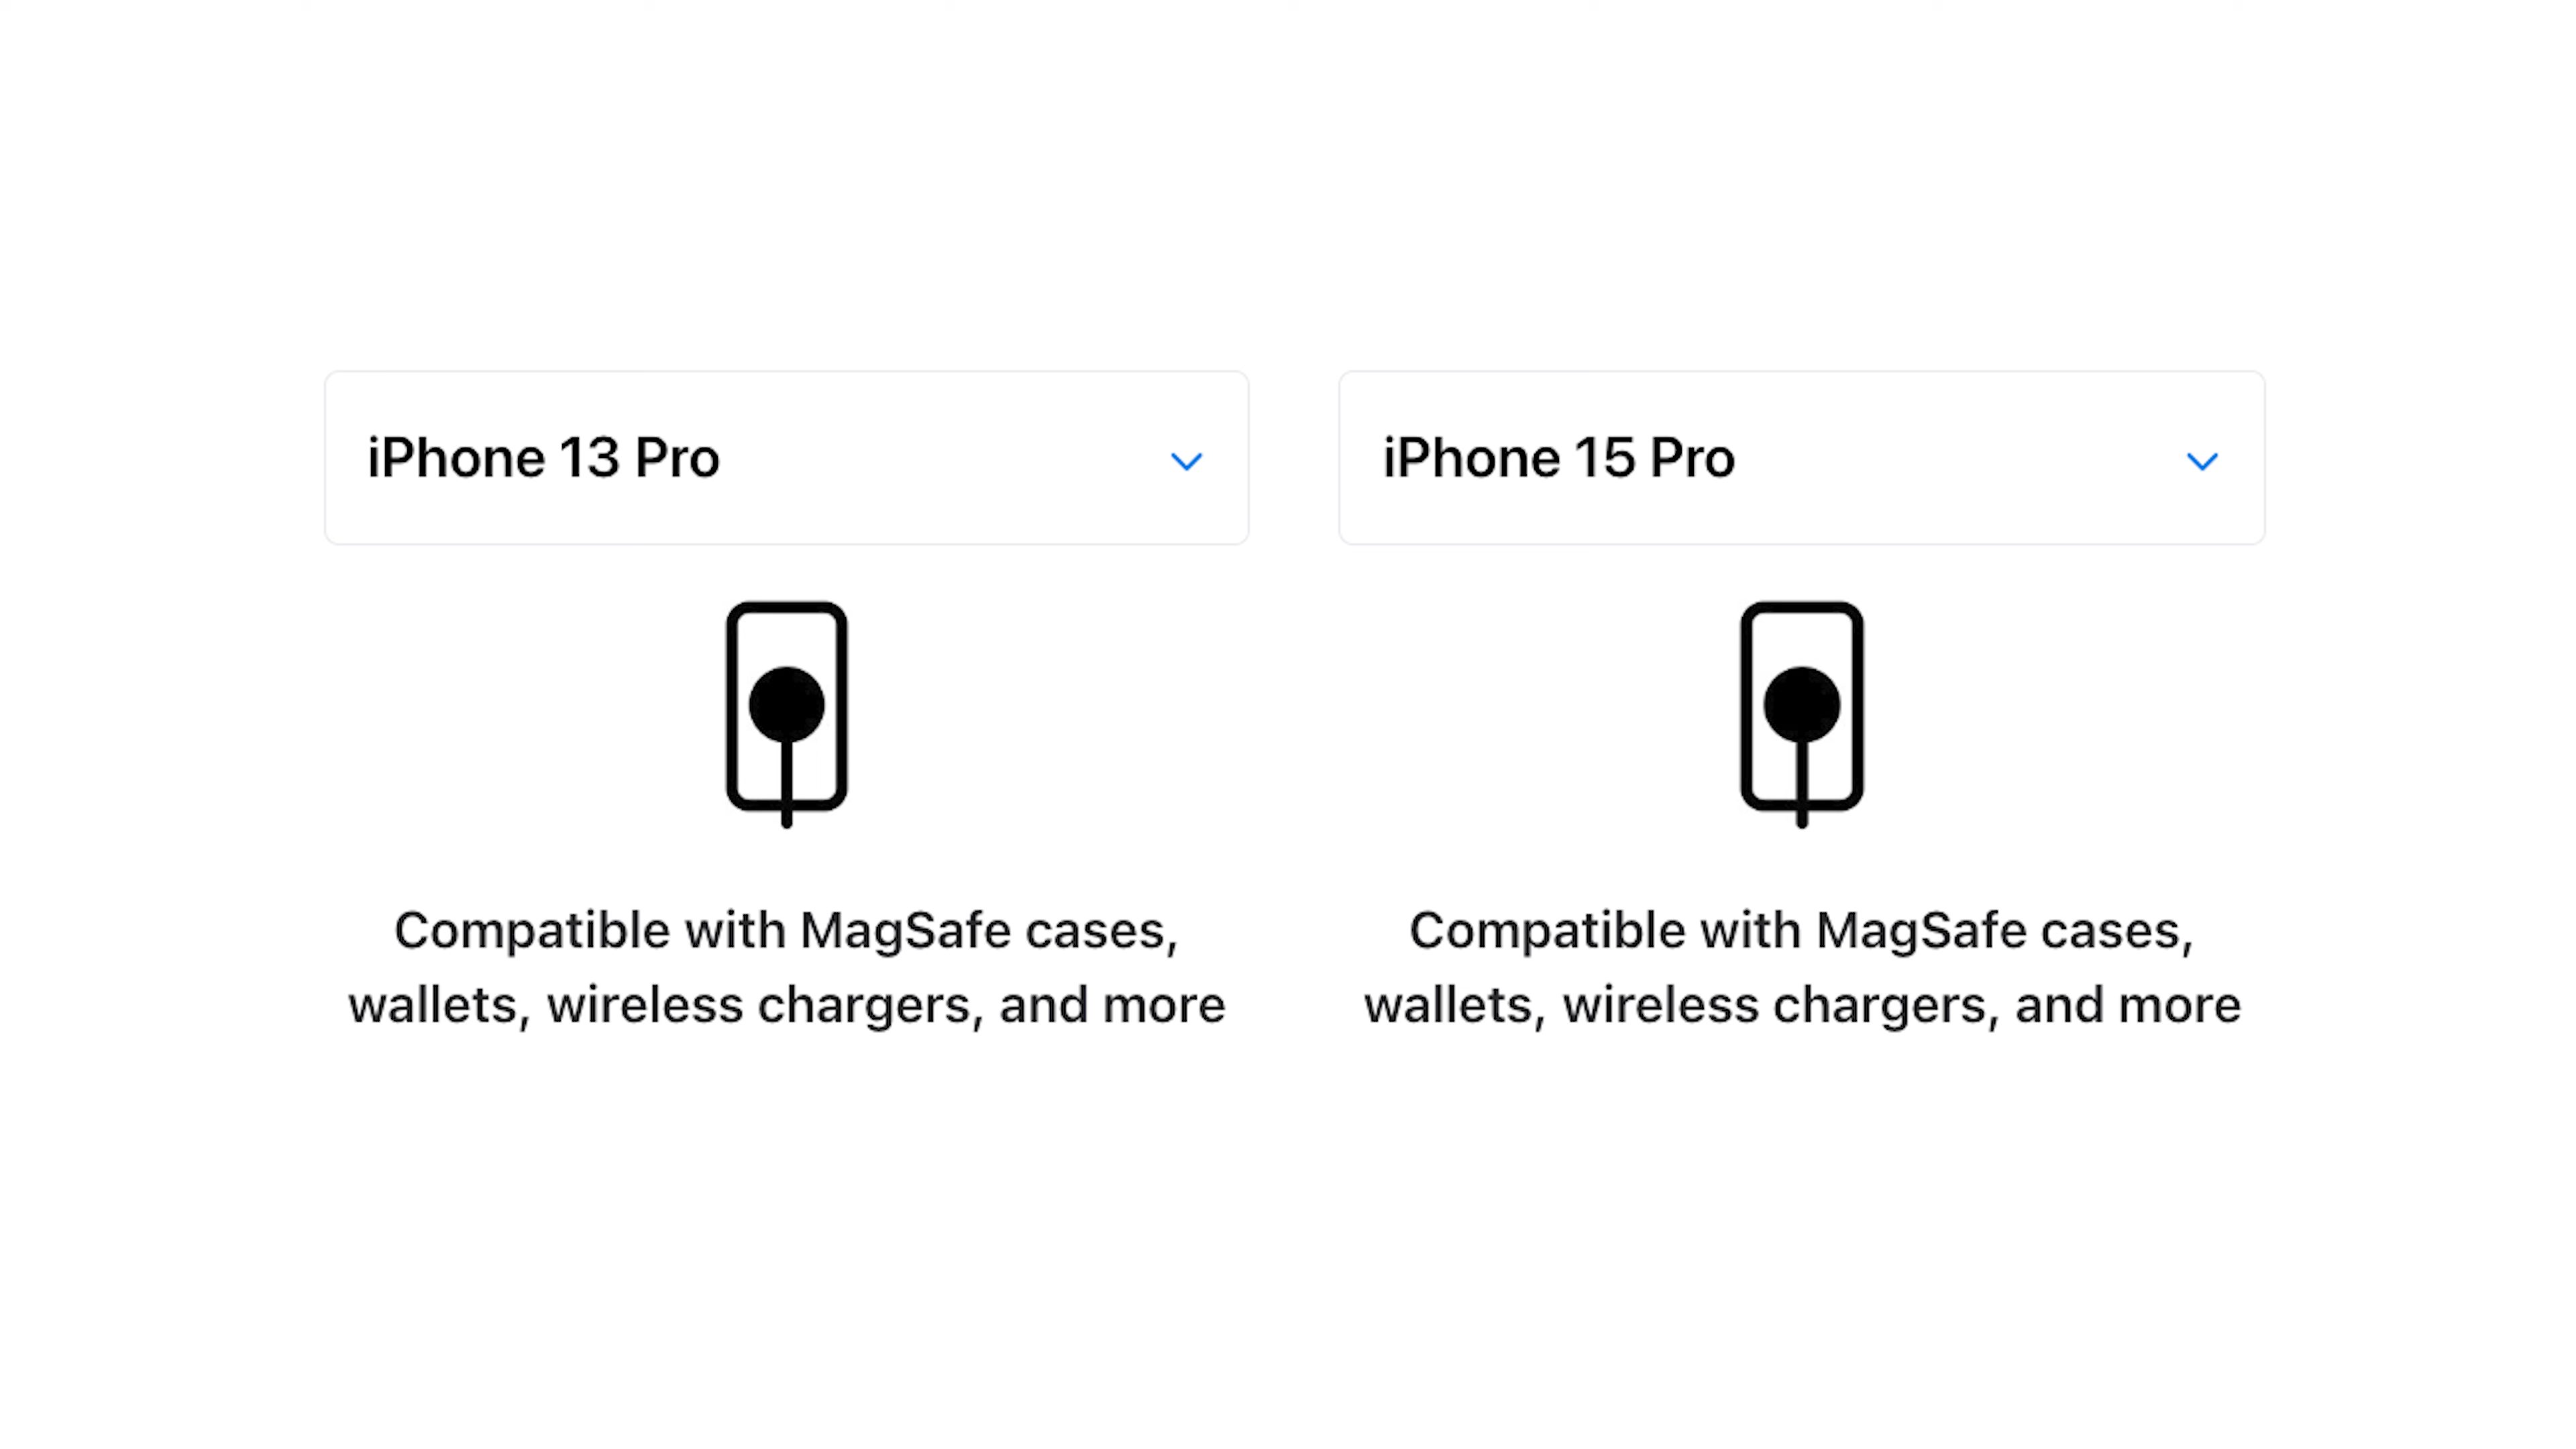 iPhone 13 Pro
iPhone 15 Pro
Compatible with MagSafe cases,
wallets, wireless chargers, and more
Compatible with MagSafe cases,
wallets, wireless chargers, and more